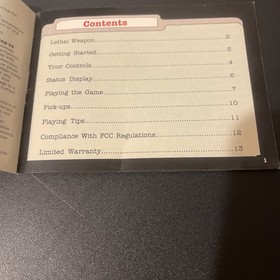 Contents
Lethal Weapon....................2
Getting Started..................3
Your Controls....................4
Status Display...................6
Playing the Game.................7
Pick-ups.........................10
Playing Tips.....................11
Compliance With FCC Regulations..........12
Limited Warranty.................13
1